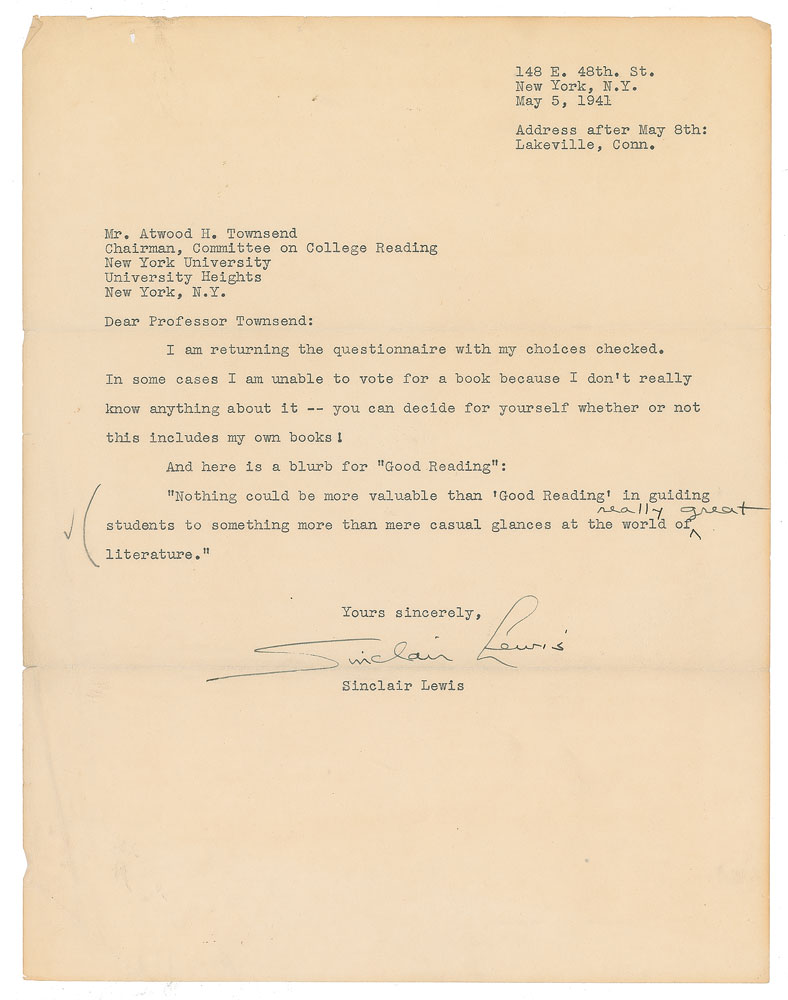 148 E. 48th. St.
New York, N.Y.
May 5, 1941
Address after May 8th:
Lakeville, Conn.
Mr. Atwood H. Townsend
Chairman, Committee on College Reading
New York University
University Heights
New York, N.Y.
Dear Professor Townsend:
I am returning the questionnaire with my choices checked.
In some cases I am unable to vote for a book because I don't really
know anything about it -- you can decide for yourself whether or not
this includes my own books!
And here is a blurb for "Good Reading":
"Nothing could be more valuable than 'Good Reading' in guiding
really great
students to something more than mere casual glances at the world of
literature."
Yours sincerely,
Sinclair Lewis
Sinclair Lewis